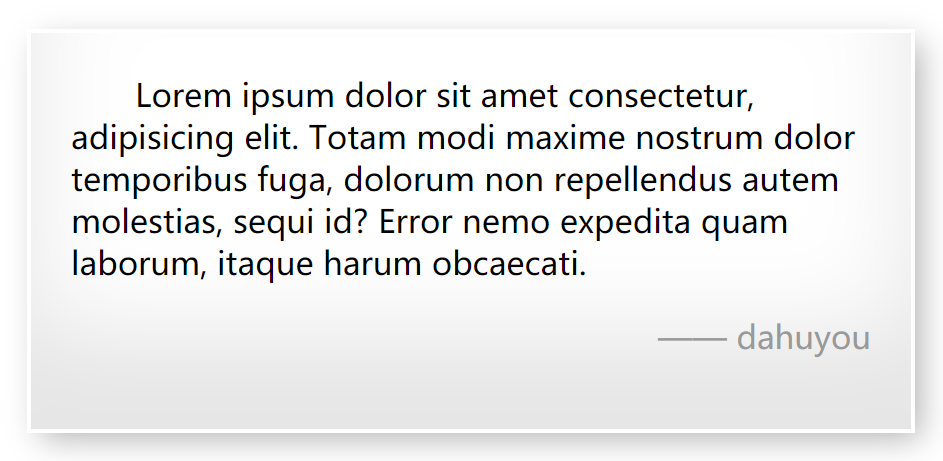 Lorem ipsum dolor sit amet consectetur,
adipisicing elit. Totam modi maxime nostrum dolor
temporibus fuga, dolorum non repellendus autem
molestias, sequi id? Error nemo expedita quam
laborum, itaque harum obcaecati.
—— dahuyou